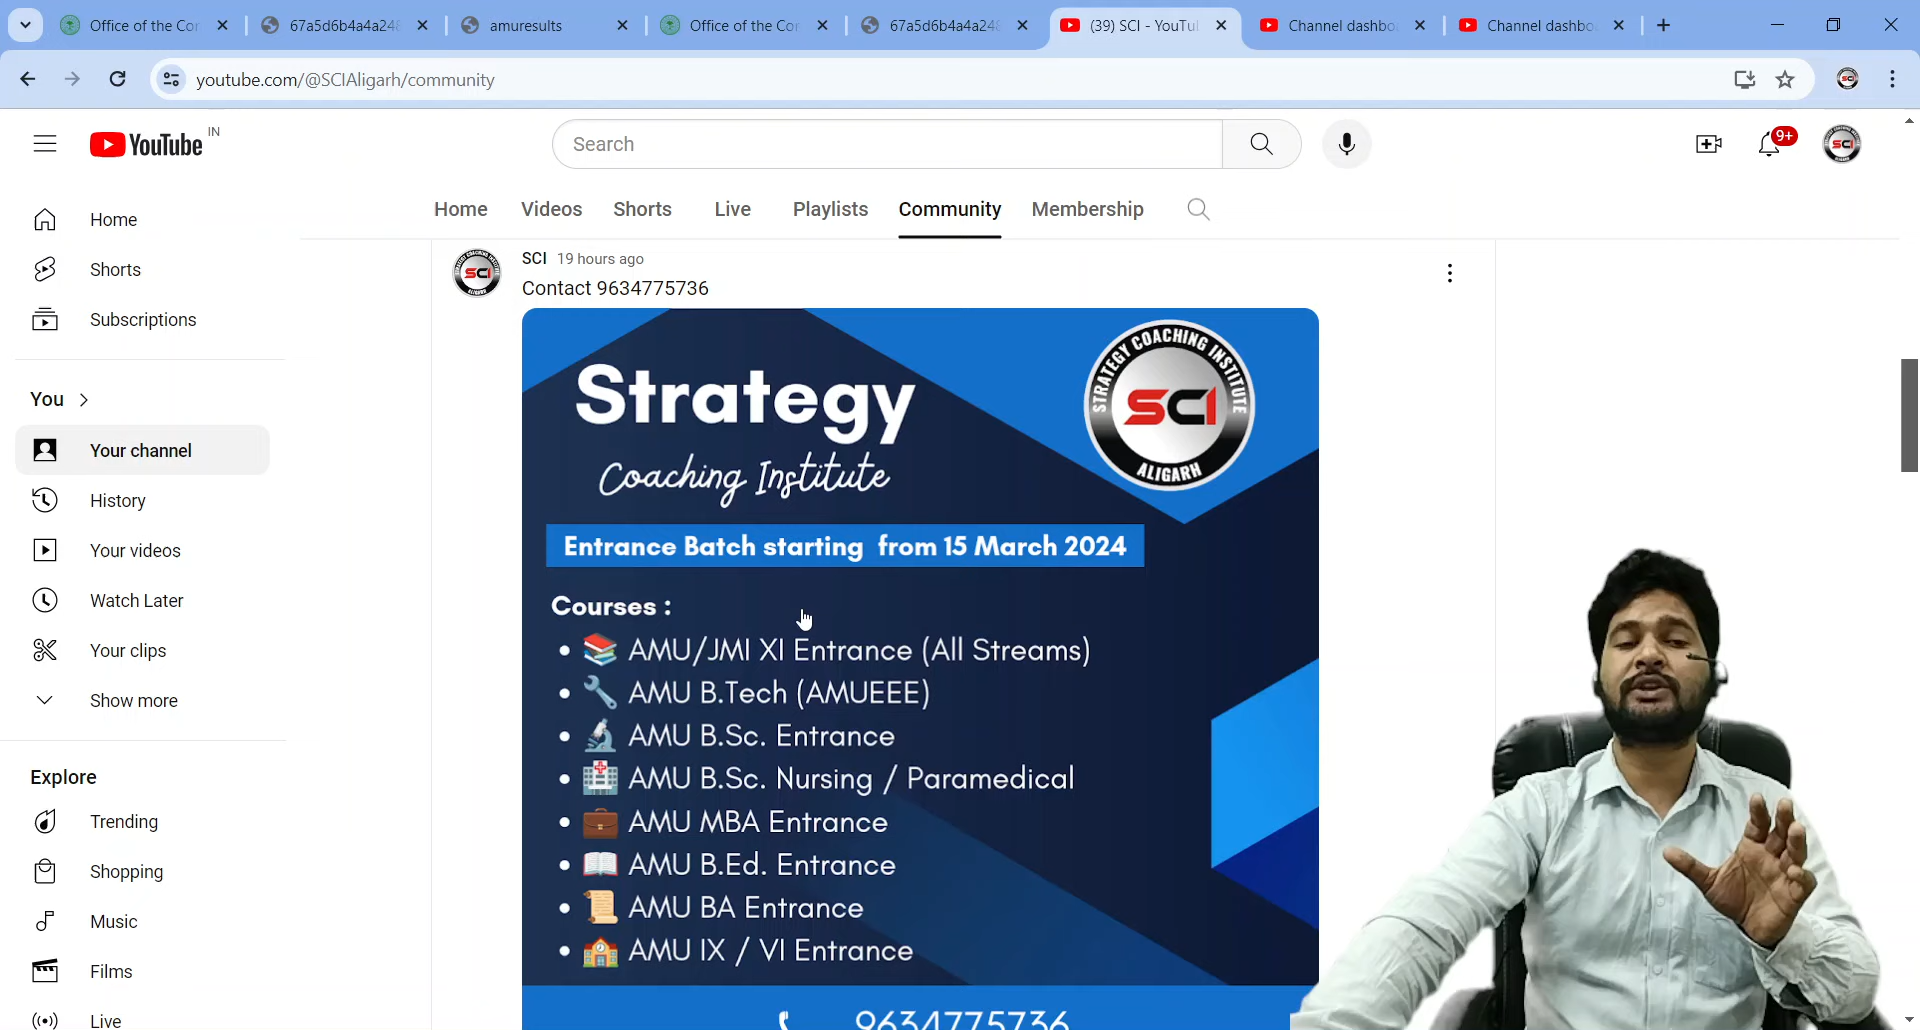 Office of the Cor
67a5d6b4a4a248
amuresults
Office of the Cor
67a5d6b4a4a248
(39) SCI - YouTu
Channel dashbo
Channel dashbo
youtube.com/@SCIAligarh/community
YouTube IN
Search
9+
Home
Videos
Shorts
Live
Playlists
Community
Membership
Home
Shorts
Subscriptions
You
Your channel
History
Your videos
Watch Later
Your clips
Show more
Explore
Trending
Shopping
Music
Films
Live
SCI 19 hours ago
Contact 9634775736
Strategy
Coaching Institute
STRATEGY COACHING INSTITUTE
SCI
ALIGARH
Entrance Batch starting from 15 March 2024
Courses :
• AMU/JMI XI Entrance (All Streams)
• AMU B.Tech (AMUEEE)
• AMU B.Sc. Entrance
• AMU B.Sc. Nursing / Paramedical
• AMU MBA Entrance
• AMU B.Ed. Entrance
• AMU BA Entrance
• AMU IX / VI Entrance
9634775736